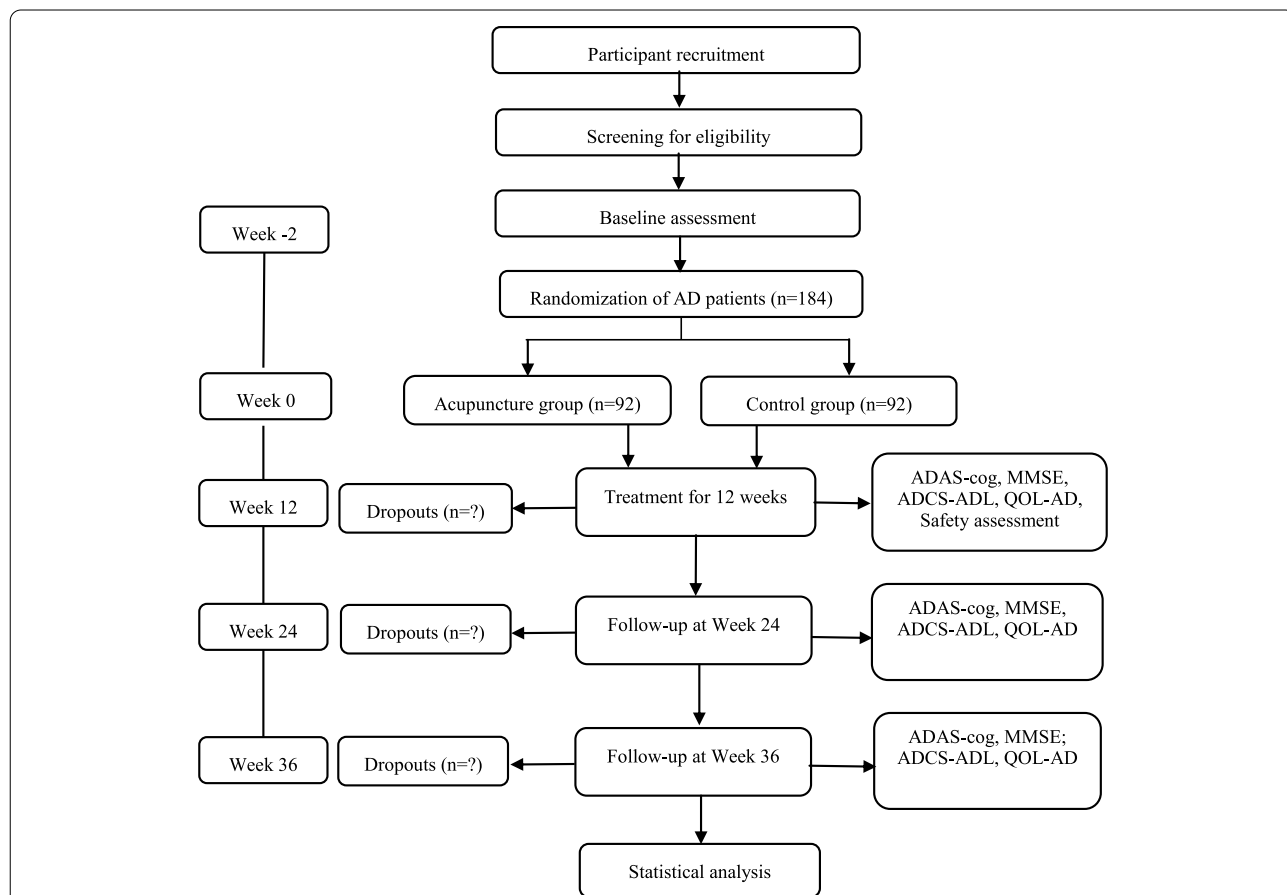 Participant recruitment
Screening for eligibility
Baseline assessment
Week -2
Randomization of AD patients (n=184)
Week 0
Acupuncture group (n=92)
Control group (n=92)
Week 12
Dropouts (n=?)
Treatment for 12 weeks
ADAS-cog, MMSE,
ADCS-ADL, QOL-AD,
Safety assessment
Week 24
Dropouts (n=?)
Follow-up at Week 24
ADAS-cog, MMSE,
ADCS-ADL, QOL-AD
Week 36
Dropouts (n=?)
Follow-up at Week 36
ADAS-cog, MMSE;
ADCS-ADL, QOL-AD
Statistical analysis